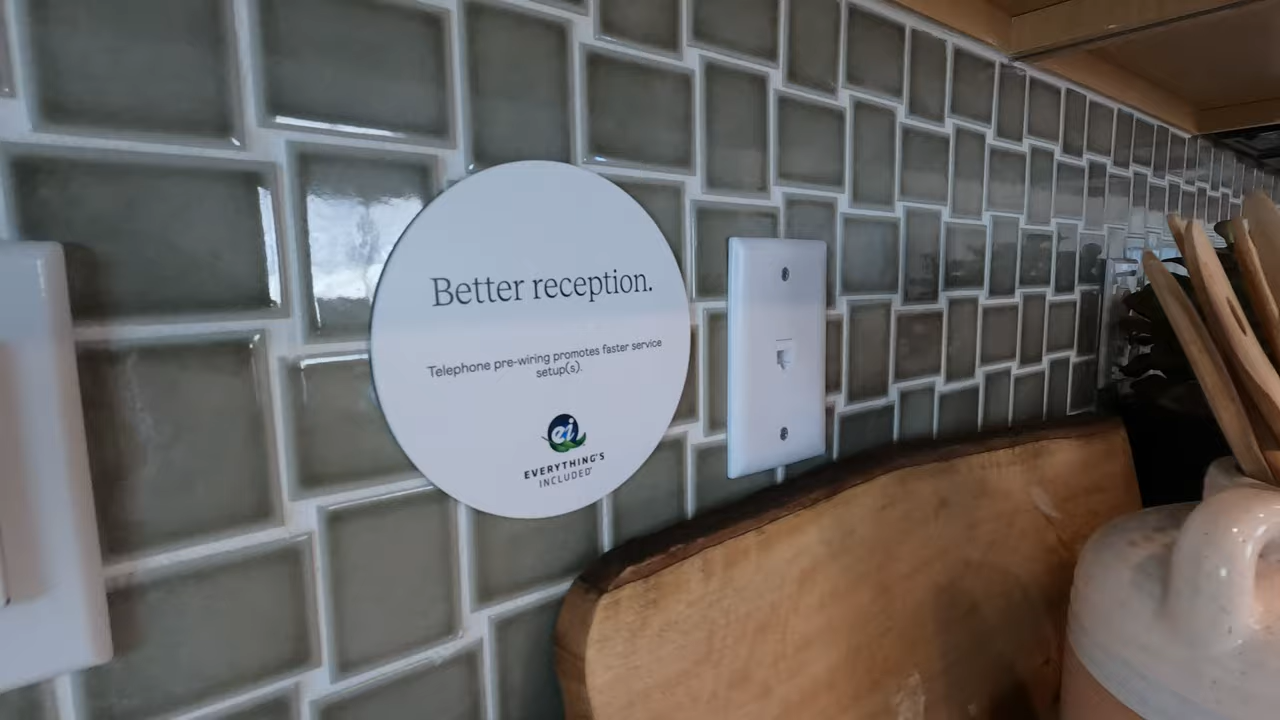 Better reception.
Telephone pre-wiring promotes faster service
setup(s).
ei
EVERYTHING'S
INCLUDED®